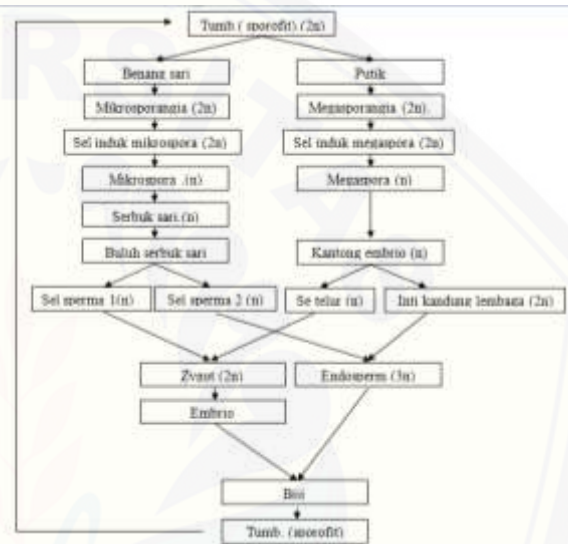 Tumb ( sporofit) (2n)
Benang sari
Putik
Mikrosporangia (2n)
Megasporangia (2n).
Sel induk mikrospora (2n)
Sel induk megaspora (2n)
Mikrospora .(n)
Megaspora (n)
Serbuk sari.(n)
Buluh serbuk sari
Kantong embrio (n)
Sel sperma 1(n)
Sel sperma 2 (n)
Se telur (n)
Inti kandung lembaga (2n)
Zygot (2n)
Endosperm (3n)
Embrio
Biji
Tumb. (sporofit)